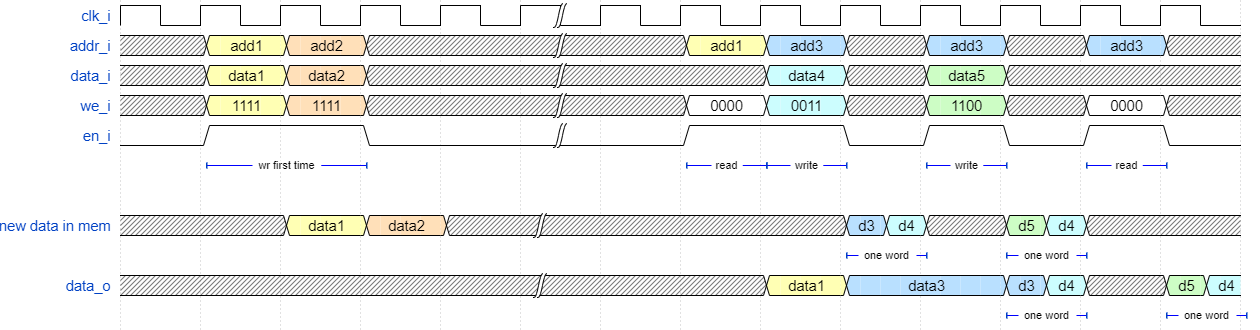 clk_i
addr_i add1 add2 add1 add3 add3 add3
data_i data1 data2 data4 data5
we_i 1111 1111 0000 0011 1100 0000
en_i
wr first time read write write read
new data in mem data1 data2 d3 d4 d5 d4
one word one word
data_o data1 data3 d3 d4 d5 d4
one word one word